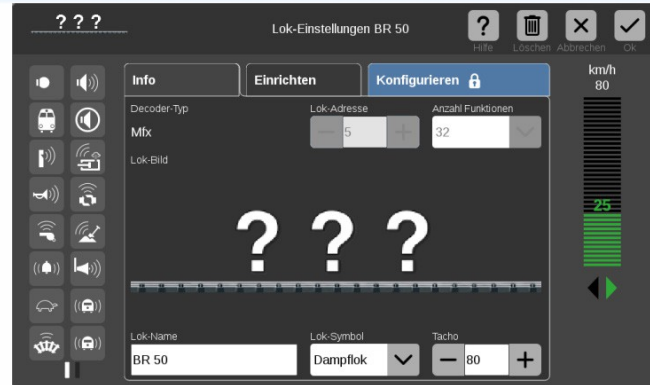 ? ? ?
Lok-Einstellungen BR 50
?
Hilfe
Löschen
Abbrechen
Ok
Info
Einrichten
Konfigurieren
km/h
80
Decoder-Typ
Lok-Adresse
Anzahl Funktionen
Mfx
5
32
Lok-Bild
25
? ? ?
Lok-Name
Lok-Symbol
Tacho
BR 50
Dampflok
80